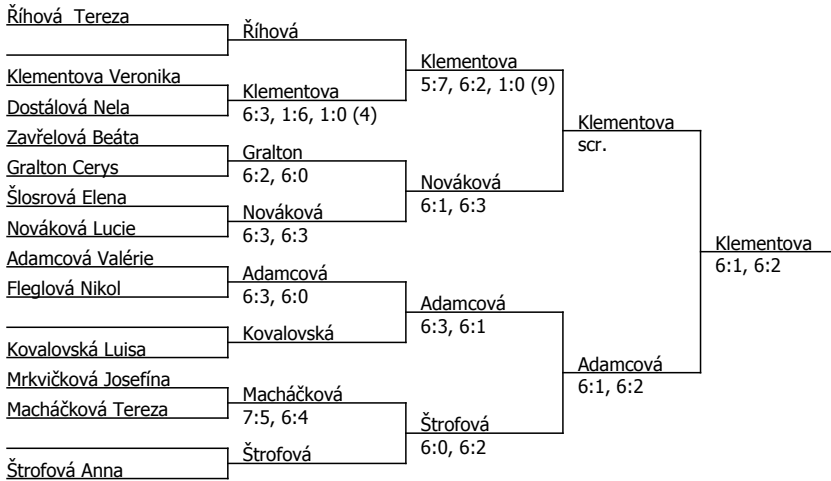 Říhová Tereza
Říhová
Klementova
5:7, 6:2, 1:0 (9)
Klementova Veronika
Klementova
Dostálová Nela
6:3, 1:6, 1:0 (4)
Klementova
scr.
Zavřelová Beáta
Gralton
Gralton Cerys
6:2, 6:0
Nováková
6:1, 6:3
Šlosrová Elena
Nováková
Nováková Lucie
6:3, 6:3
Klementova
6:1, 6:2
Adamcová Valérie
Adamcová
Fleglová Nikol
6:3, 6:0
Adamcová
6:3, 6:1
Kovalovská
Kovalovská Luisa
Adamcová
6:1, 6:2
Mrkvičková Josefína
Macháčková
Macháčková Tereza
7:5, 6:4
Štrofová
6:0, 6:2
Štrofová
Štrofová Anna